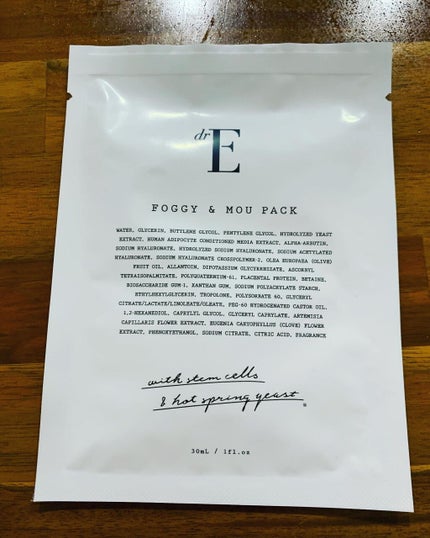 dr E
FOGGY & MOU PACK
WATER, GLYCERIN, BUTYLENE GLYCOL, PENTYLENE GLYCOL, HYDROLYZED YEAST
EXTRACT, HUMAN ADIPOCYTE CONDITIONED MEDIA EXTRACT, ALPHA-ARBUTIN,
SODIUM HYALURONATE, HYDROLYZED SODIUM HYALURONATE, SODIUM ACETYLATED
HYALURONATE, SODIUM HYALURONATE CROSSPOLYMER-2, OLEA EUROPAEA (OLIVE)
FRUIT OIL, ALLANTOIN, DIPOTASSIUM GLYCYRRHIZATE, ASCORBYL
TETRAISOPALMITATE, POLYQUATERNIUM-61, PLACENTAL PROTEIN, BETAINE,
BIOSACCHARIDE GUM-1, XANTHAN GUM, SODIUM POLYACRYLATE STARCH,
ETHYLHEXYLGLYCERIN, TROPOLONE, POLYSORBATE 60, GLYCERYL
CITRATE/LACTATE/LINOLEATE/OLEATE, PEG-60 HYDROGENATED CASTOR OIL,
1,2-HEXANEDIOL, CAPRYLYL GLYCOL, GLYCERYL CAPRYLATE, ARTEMISIA
CAPILLARIS FLOWER EXTRACT, EUGENIA CARYOPHYLLUS (CLOVE) FLOWER
EXTRACT, PHENOXYETHANOL, SODIUM CITRATE, CITRIC ACID, FRAGRANCE
with stem cells
& hot spring yeast
30mL / 1fl.oz